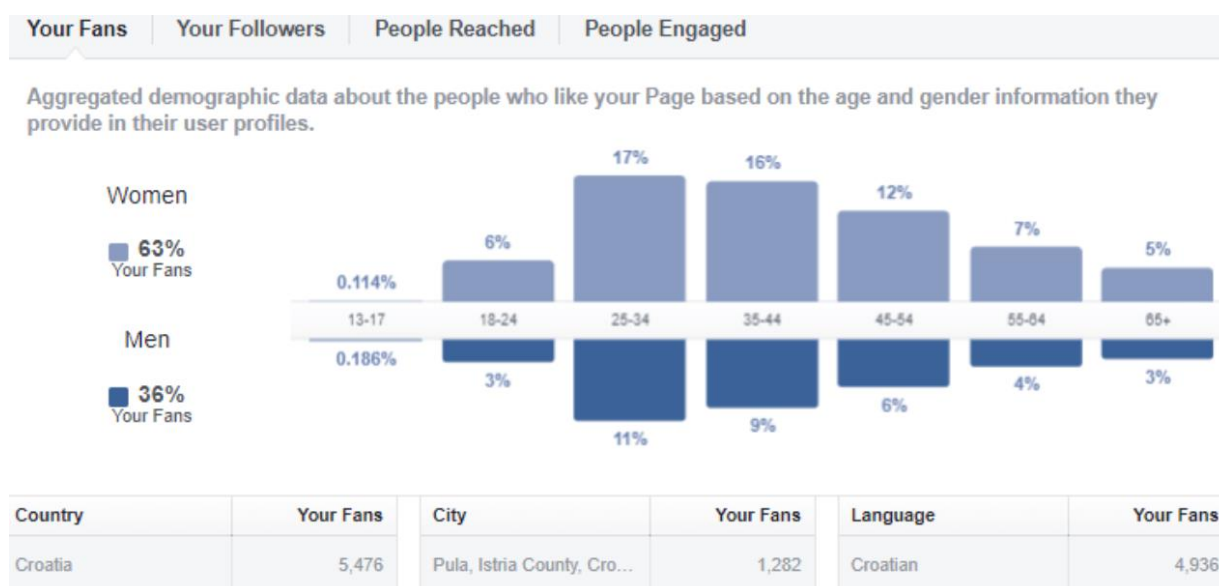 Your Fans Your Followers People Reached People Engaged
Aggregated demographic data about the people who like your Page based on the age and gender information they
provide in their user profiles.
Women
63%
Your Fans
0.114% 6% 17% 16% 12% 7% 5%
13-17 18-24 25-34 35-44 45-54 55-64 65+
Men
36%
Your Fans
0.186% 3% 11% 9% 6% 4% 3%
Country Your Fans City Your Fans Language Your Fans
Croatia 5,476 Pula, Istria County, Cro... 1,282 Croatian 4,936